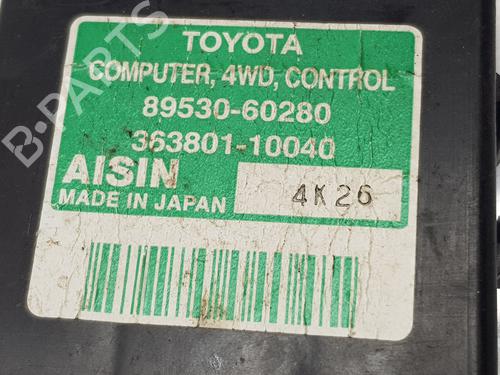 TOYOTA
COMPUTER, 4WD, CONTROL
89530-60280
363801-10040
AISIN
MADE IN JAPAN
4K26
B-PARTS